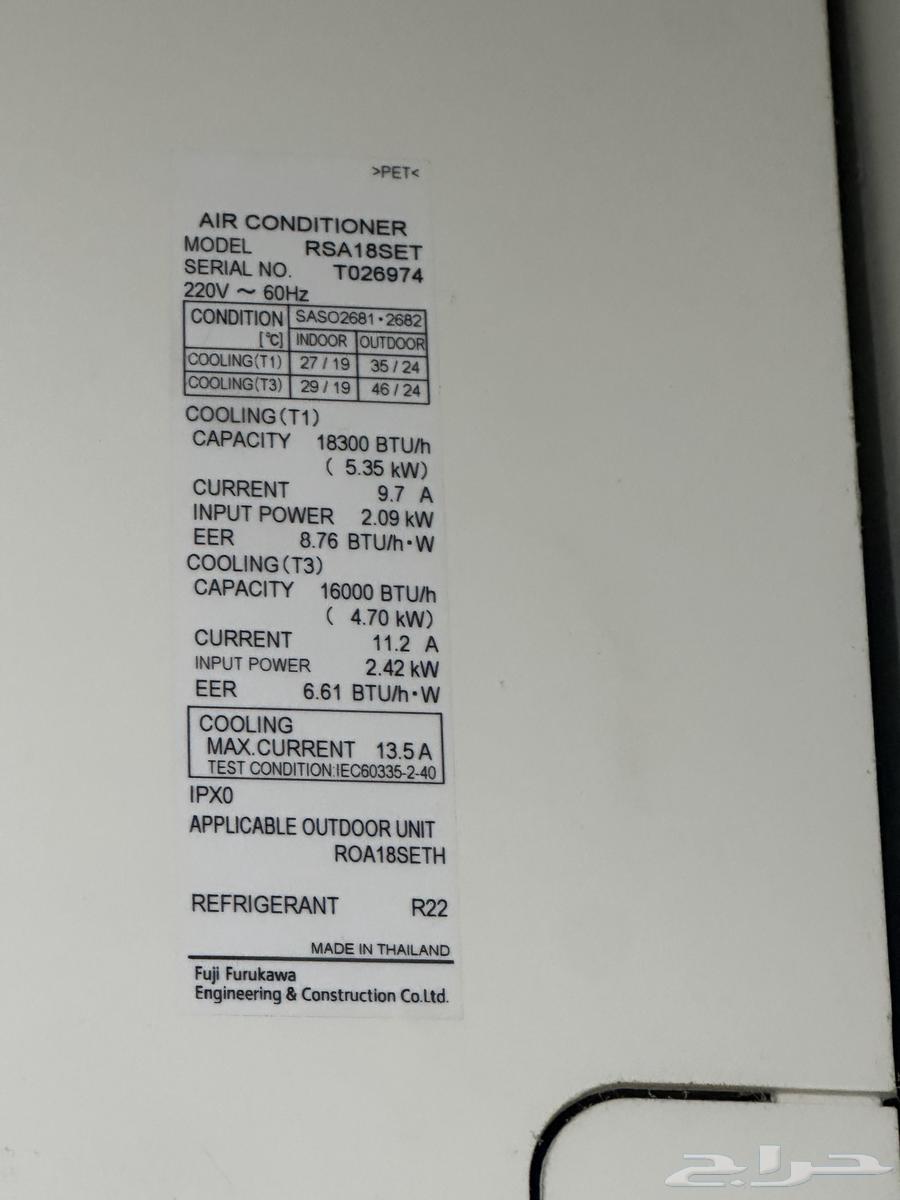 >PET<
AIR CONDITIONER
MODEL RSA18SET
SERIAL NO. T026974
220V ～ 60Hz
CONDITION [℃] SASO2681・2682
INDOOR OUTDOOR
COOLING(T1) 27 / 19 35 / 24
COOLING(T3) 29 / 19 46 / 24
COOLING(T1)
CAPACITY 18300 BTU/h
( 5.35 kW)
CURRENT 9.7 A
INPUT POWER 2.09 kW
EER 8.76 BTU/h・W
COOLING(T3)
CAPACITY 16000 BTU/h
( 4.70 kW)
CURRENT 11.2 A
INPUT POWER 2.42 kW
EER 6.61 BTU/h・W
COOLING
MAX.CURRENT 13.5 A
TEST CONDITION:IEC60335-2-40
IPX0
APPLICABLE OUTDOOR UNIT
ROA18SETH
REFRIGERANT R22
MADE IN THAILAND
Fuji Furukawa
Engineering & Construction Co.Ltd.
حراج